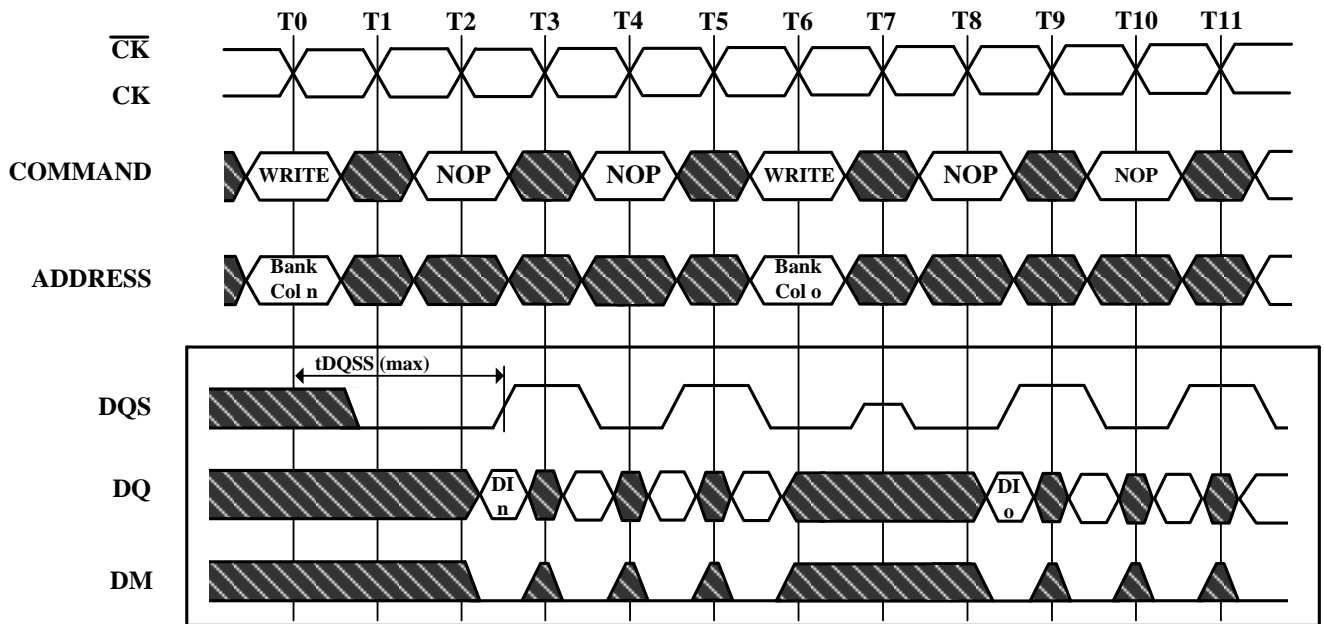 T0 T1 T2 T3 T4 T5 T6 T7 T8 T9 T10 T11
CK
CK
COMMAND
WRITE NOP NOP WRITE NOP NOP
ADDRESS
Bank
Col n
Bank
Col o
tDQSS (max)
DQS
DQ
DI
n
DI
o
DM